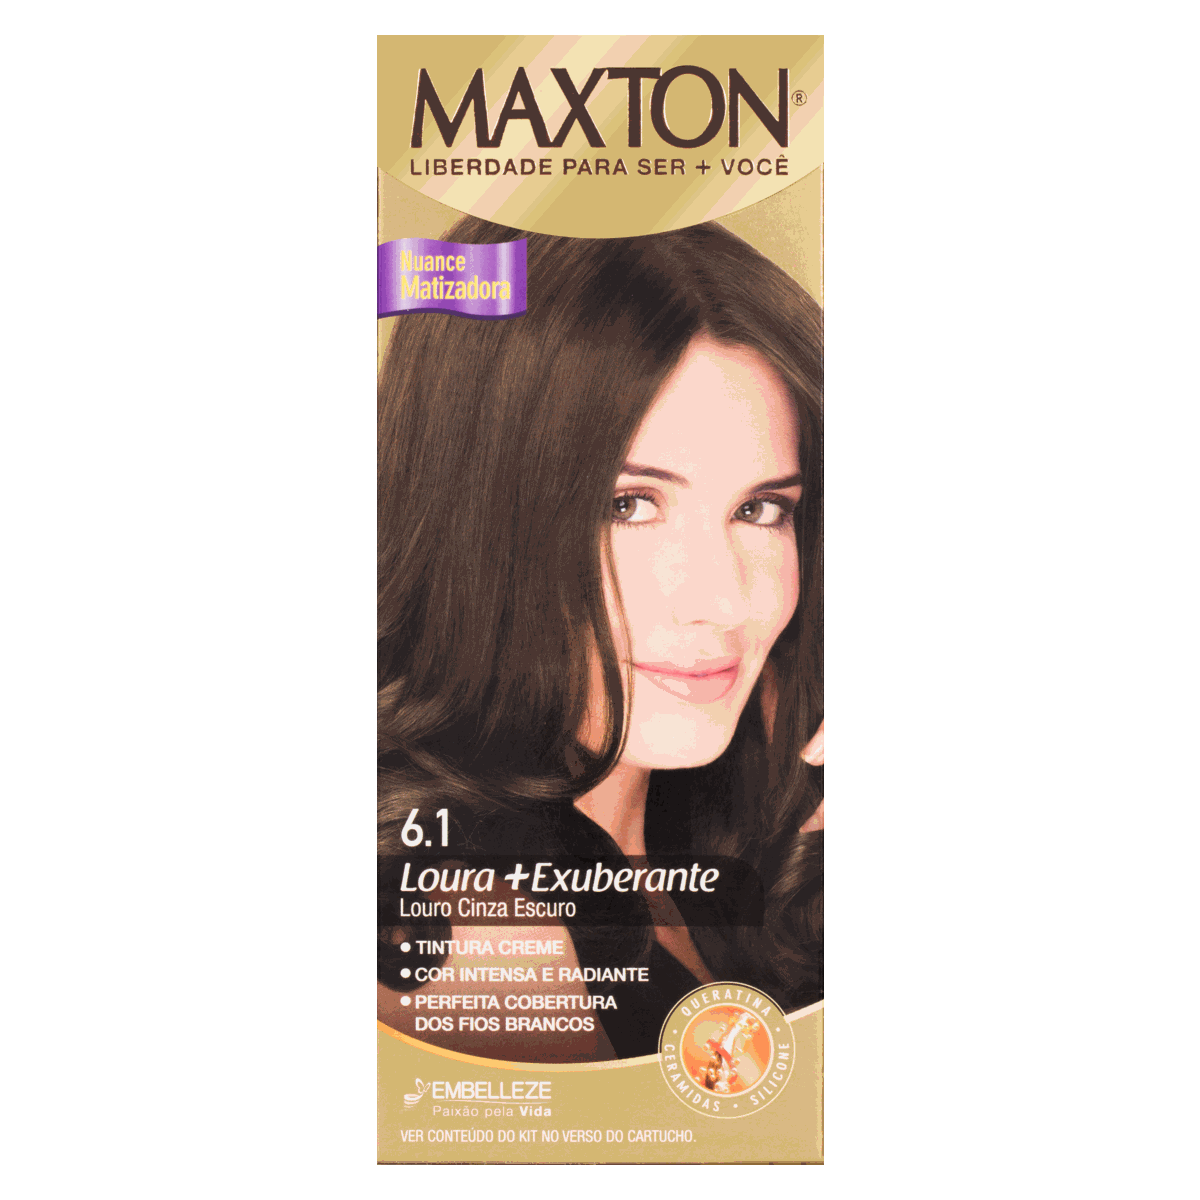 MAXTON®
LIBERDADE PARA SER + VOCÊ
Nuance
Matizadora
6.1
Loura +Exuberante
Louro Cinza Escuro
• TINTURA CREME
• COR INTENSA E RADIANTE
• PERFEITA COBERTURA
DOS FIOS BRANCOS
QUERATINA • SILICONE • CERAMIDAS •
EMBELLEZE
Paixão pela Vida
VER CONTEÚDO DO KIT NO VERSO DO CARTUCHO.